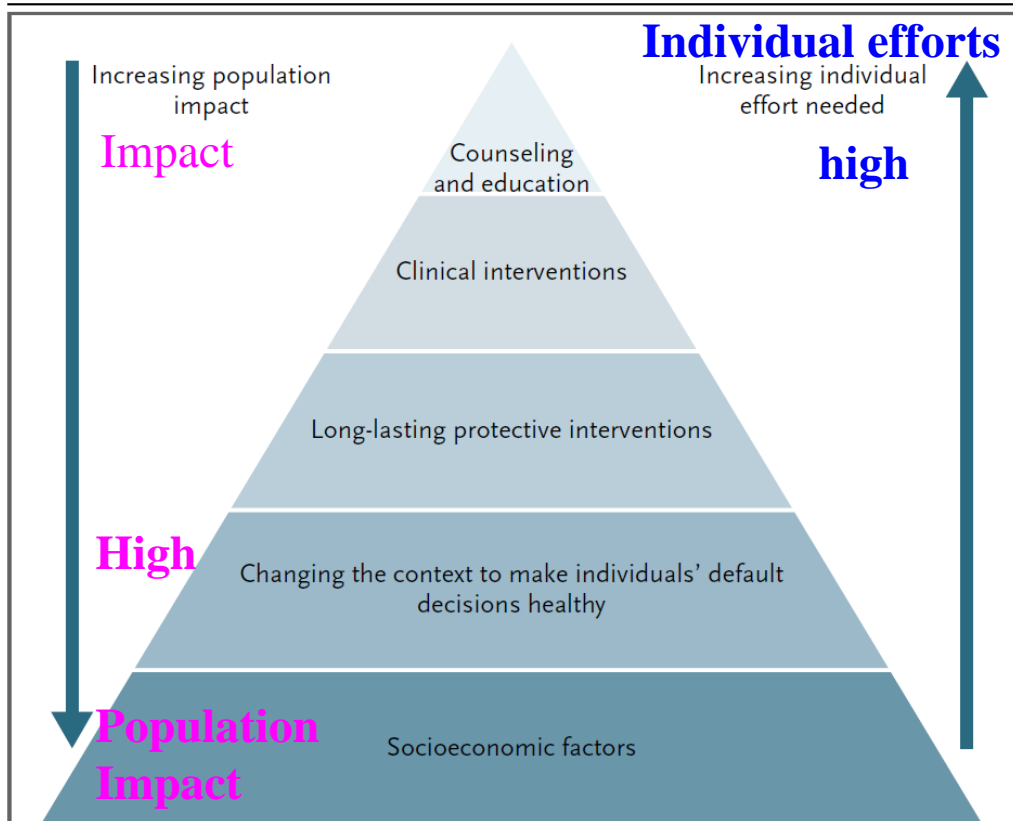 Individual efforts
Increasing population
impact
Increasing individual
effort needed
Impact
high
Counseling
and education
Clinical interventions
Long-lasting protective interventions
High
Changing the context to make individuals’ default
decisions healthy
Population
Impact
Socioeconomic factors